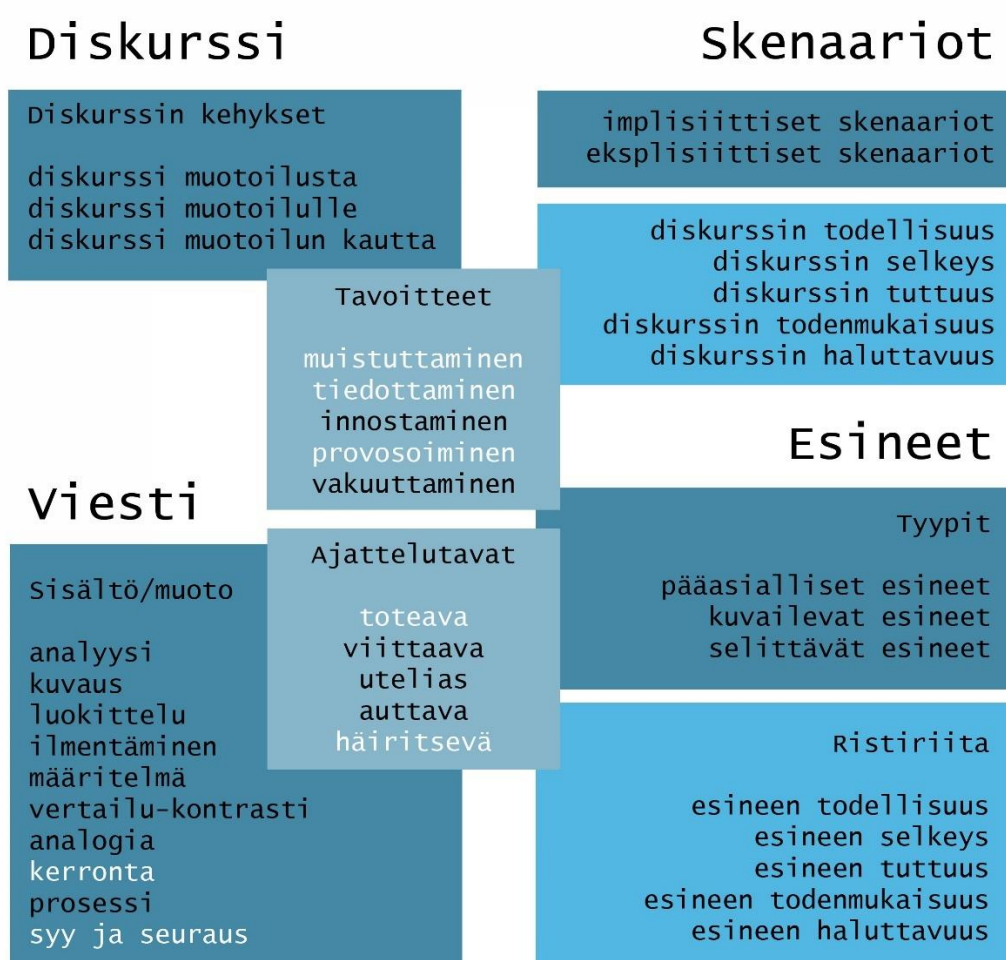 Diskurssi
Diskurssin kehykset
diskurssi muotoilusta
diskurssi muotoilulle
diskurssi muotoilun kautta
Tavoitteet
muistuttaminen
tiedottaminen
innostaminen
provosoiminen
vakuuttaminen
Viesti
Sisältö/muoto
analyysi
kuvaus
luokittelu
ilmentäminen
määritelmä
vertailu-kontrasti
analogia
kerronta
prosessi
syy ja seuraus
Ajattelutavat
toteava
viittaava
utelias
auttava
häiritsevä
Skenaariot
implisiittiset skenaariot
eksplisiittiset skenaariot
diskurssin todellisuus
diskurssin selkeys
diskurssin tuttuus
diskurssin todenmukaisuus
diskurssin haluttavuus
Esineet
Tyypit
pääasialliset esineet
kuvailevat esineet
selittävät esineet
Ristiriita
esineen todellisuus
esineen selkeys
esineen tuttuus
esineen todenmukaisuus
esineen haluttavuus